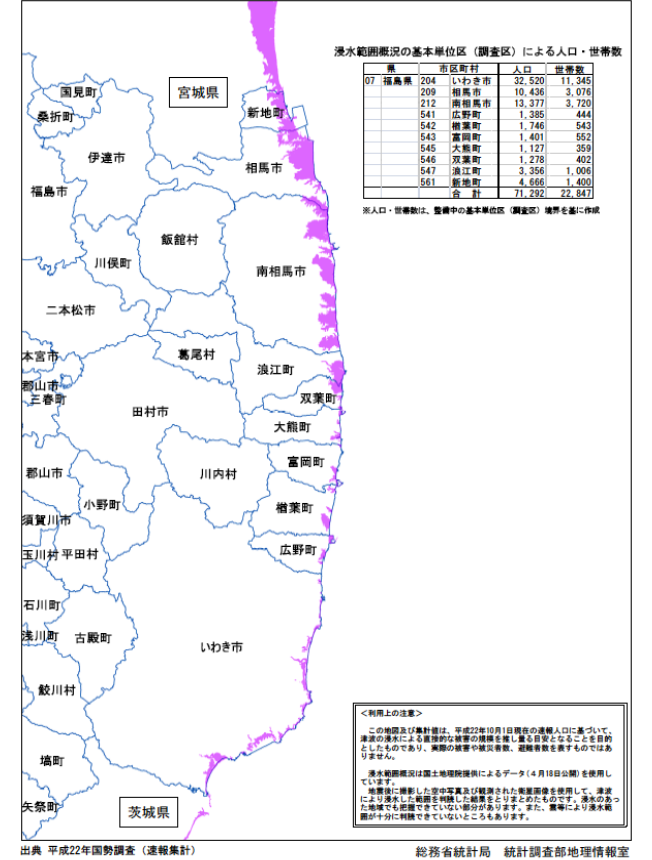 浸水範囲概況の基本単位区（調査区）による人口・世帯数
県 市区町村 人口 世帯数
07 福島県 204 いわき市 32,520 11,345
209 相馬市 10,436 3,076
212 南相馬市 13,377 3,720
541 広野町 1,385 444
542 楢葉町 1,746 543
543 富岡町 1,401 552
545 大熊町 1,127 359
546 双葉町 1,278 402
547 浪江町 3,356 1,006
561 新地町 4,666 1,400
合計 71,292 22,847
※人口・世帯数は、整備中の基本単位区（調査区）境界を基に作成
宮城県
国見町
桑折町
新地町
伊達市
相馬市
福島市
飯舘村
川俣町
南相馬市
二本松市
本宮市
葛尾村
浪江町
郡山市
三春町
双葉町
田村市
大熊町
富岡町
郡山市
川内村
小野町
楢葉町
須賀川市
玉川村
平田村
広野町
石川町
浅川町
古殿町
いわき市
鮫川村
塙町
矢祭町
茨城県
＜利用上の注意＞
この地図及び集計値は、平成22年10月1日現在の速報人口に基づいて、
津波の浸水による直接的な被害の規模を推し量る目安となることを目的
としたものであり、実際の被害や被災者数、避難者数を表すものではあ
りません。
浸水範囲概況は国土地理院提供によるデータ（４月18日公開）を使用し
ています。
地震後に撮影した空中写真及び観測された衛星画像を使用して、津波
により浸水した範囲を判読した結果をとりまとめたものです。浸水のあっ
た地域でも把握できていない部分があります。また、雲等により浸水範
囲が十分に判読できていないところもあります。
出典 平成22年国勢調査（速報集計）
総務省統計局 統計調査部地理情報室